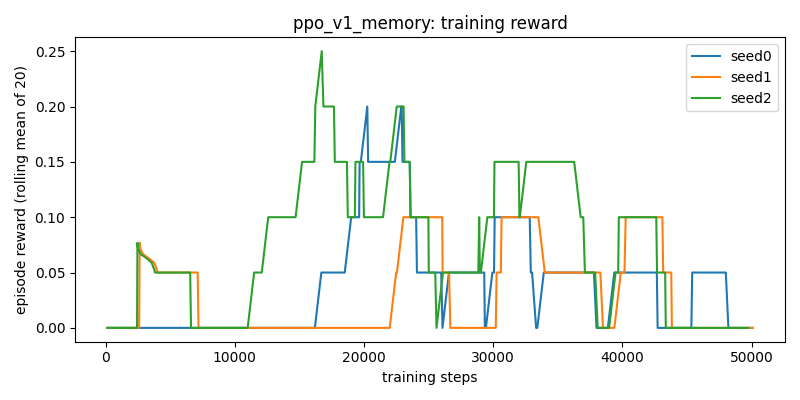 ppo_v1_memory: training reward
episode reward (rolling mean of 20)
0.25
0.20
0.15
0.10
0.05
0.00
seed0
seed1
seed2
0 10000 20000 30000 40000 50000
training steps